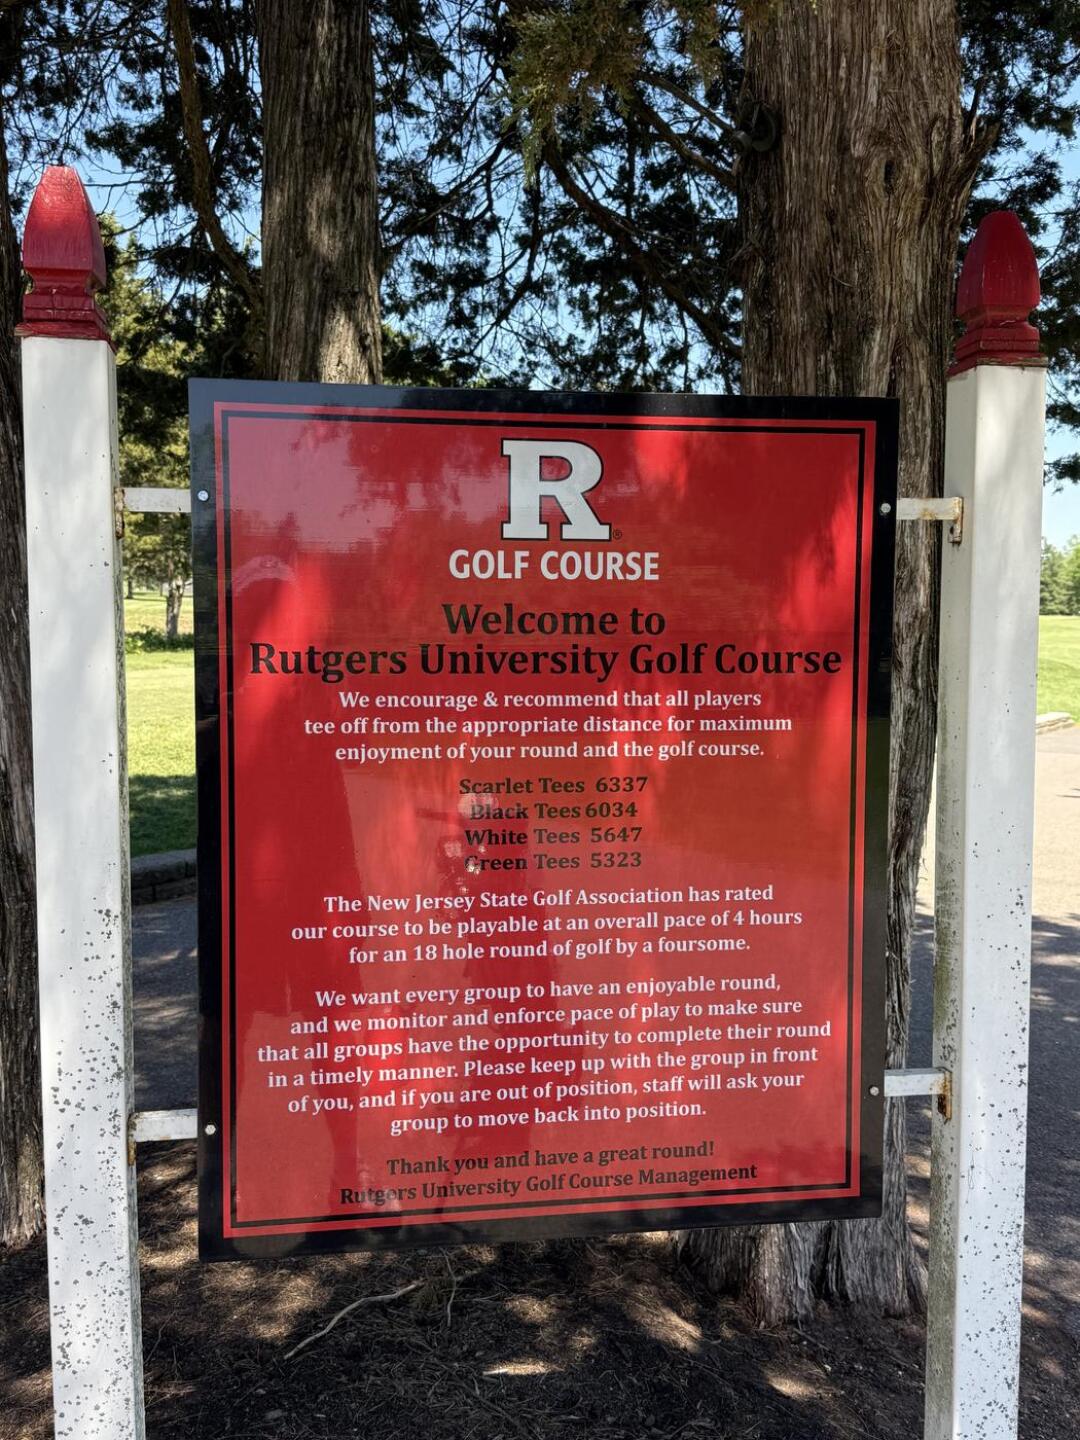 R®
GOLF COURSE
Welcome to
Rutgers University Golf Course
We encourage & recommend that all players
tee off from the appropriate distance for maximum
enjoyment of your round and the golf course.
Scarlet Tees 6337
Black Tees 6034
White Tees 5647
Green Tees 5323
The New Jersey State Golf Association has rated
our course to be playable at an overall pace of 4 hours
for an 18 hole round of golf by a foursome.
We want every group to have an enjoyable round,
and we monitor and enforce pace of play to make sure
that all groups have the opportunity to complete their round
in a timely manner. Please keep up with the group in front
of you, and if you are out of position, staff will ask your
group to move back into position.
Thank you and have a great round!
Rutgers University Golf Course Management